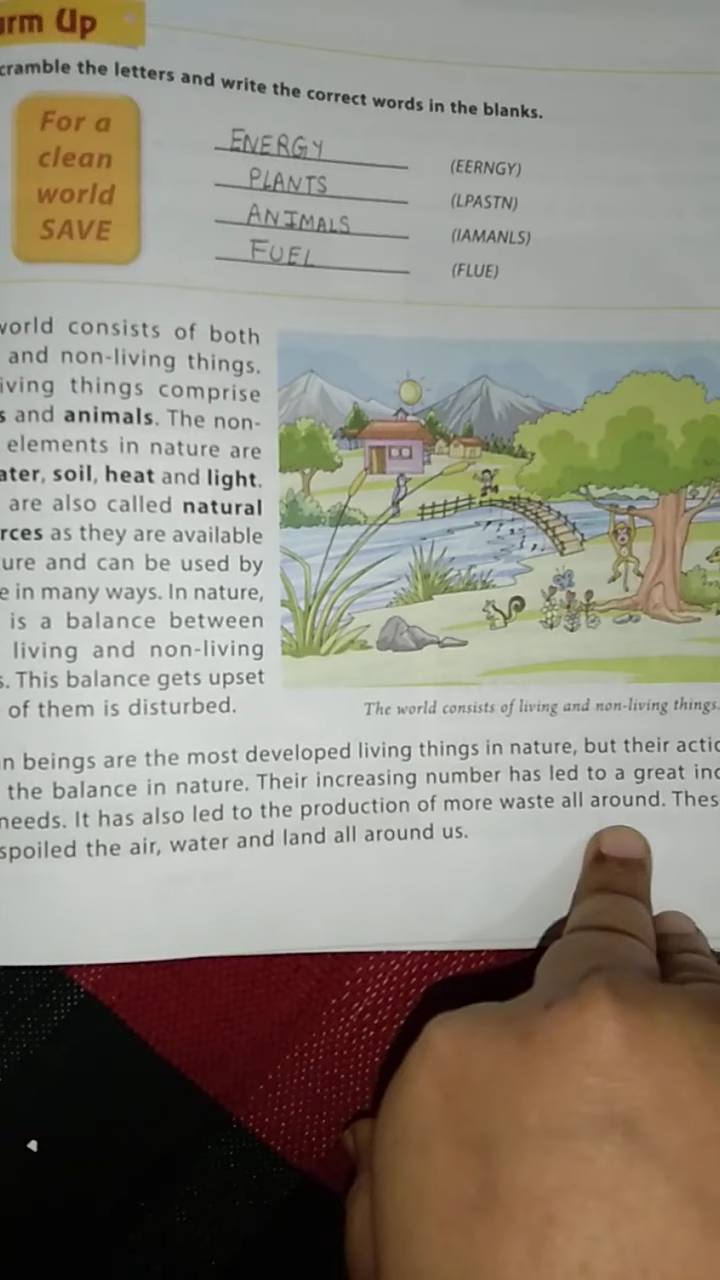 arm Up
cramble the letters and write the correct words in the blanks.
For a
clean
world
SAVE
ENERGY (EERNGY)
PLANTS (LPASTN)
ANIMALS (IAMANLS)
FUEL (FLUE)
world consists of both
and non-living things.
iving things comprise
s and animals. The non-
elements in nature are
ater, soil, heat and light.
are also called natural
rces as they are available
ure and can be used by
e in many ways. In nature,
is a balance between
living and non-living
s. This balance gets upset
of them is disturbed.
The world consists of living and non-living things.
n beings are the most developed living things in nature, but their actio
the balance in nature. Their increasing number has led to a great inc
needs. It has also led to the production of more waste all around. Thes
spoiled the air, water and land all around us.